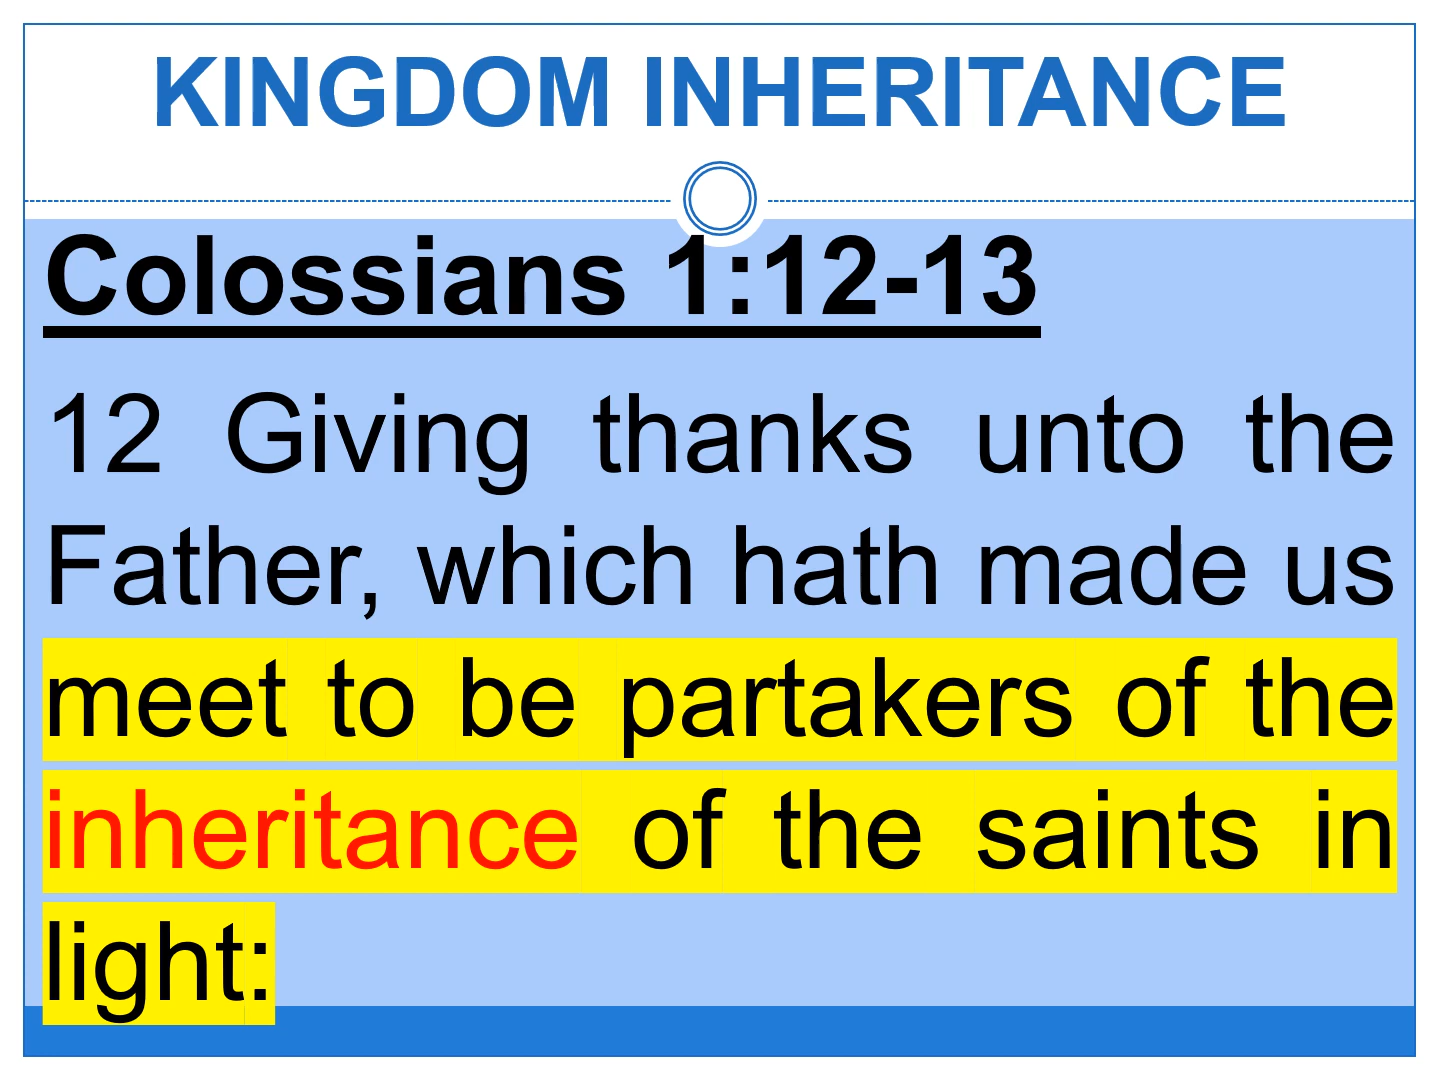 KINGDOM INHERITANCE
Colossians 1:12-13
12 Giving thanks unto the
Father, which hath made us
meet to be partakers of the
inheritance of the saints in
light: